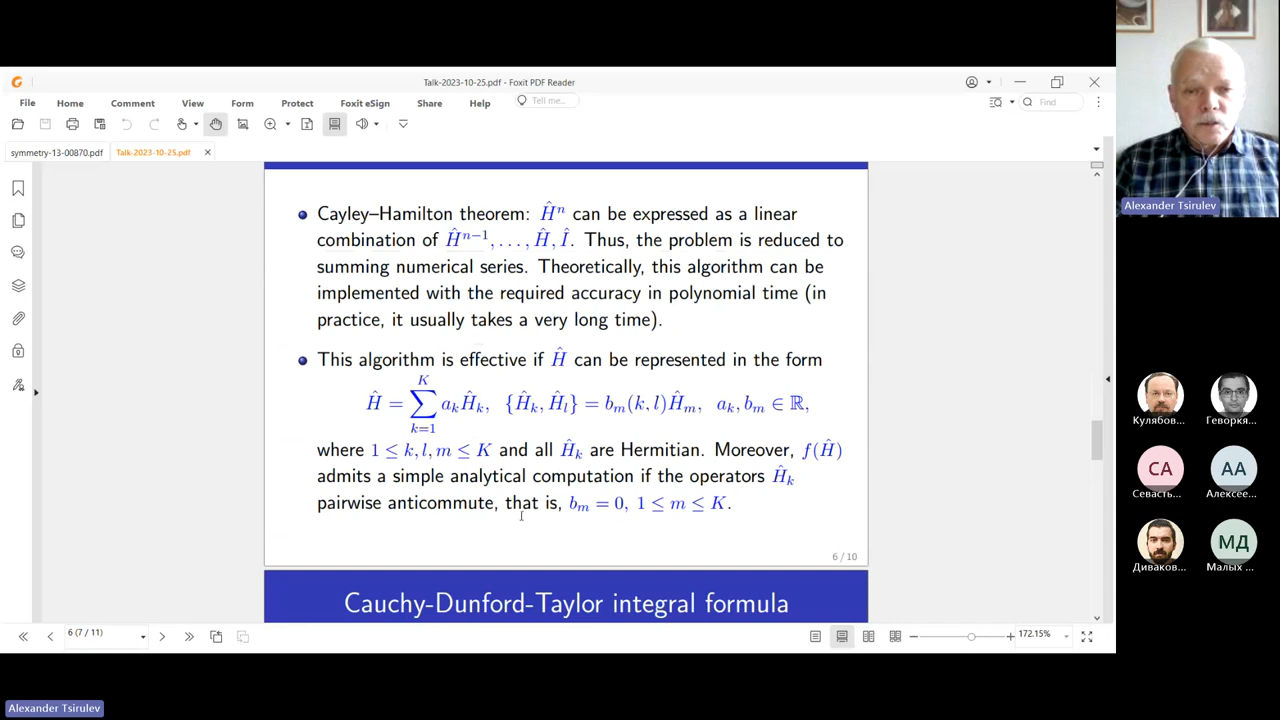 Talk-2023-10-25.pdf - Foxit PDF Reader
File Home Comment View Form Protect Foxit eSign Share Help Tell me... Find
symmetry-13-00870.pdf Talk-2023-10-25.pdf
Cayley–Hamilton theorem: Ĥⁿ can be expressed as a linear
combination of Ĥⁿ⁻¹, . . . , Ĥ, Î. Thus, the problem is reduced to
summing numerical series. Theoretically, this algorithm can be
implemented with the required accuracy in polynomial time (in
practice, it usually takes a very long time).
This algorithm is effective if Ĥ can be represented in the form
Ĥ = ∑_{k=1}^{K} a_k Ĥ_k, {Ĥ_k, Ĥ_l} = b_m(k, l)Ĥ_m, a_k, b_m ∈ ℝ,
where 1 ≤ k, l, m ≤ K and all Ĥ_k are Hermitian. Moreover, f(Ĥ)
admits a simple analytical computation if the operators Ĥ_k
pairwise anticommute, that is, b_m = 0, 1 ≤ m ≤ K.
6 / 10
Cauchy-Dunford-Taylor integral formula
6 (7 / 11)
172.15%
Alexander Tsirulev
Кулябов...
Геворкя...
СА
Севасть...
АА
Алексее...
Диваков...
МД
Малых ...
Alexander Tsirulev